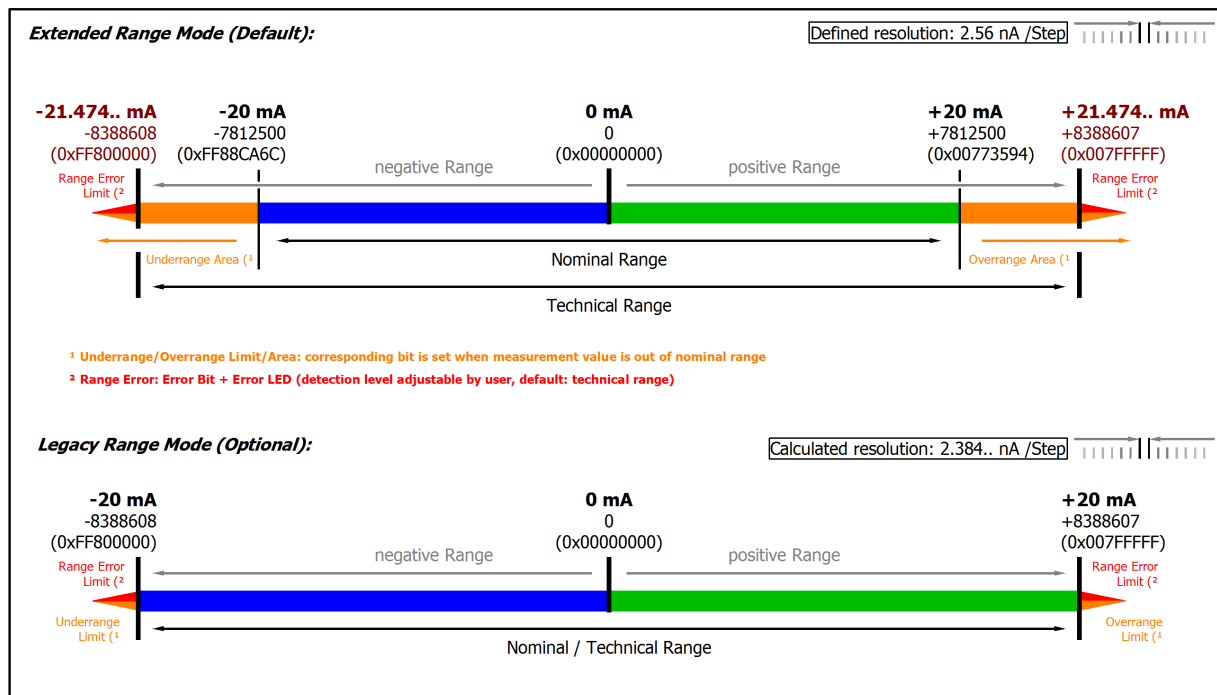 Extended Range Mode (Default):
Defined resolution: 2.56 nA /Step
-21.474.. mA
-8388608
(0xFF800000)
-20 mA
-7812500
(0xFF88CA6C)
0 mA
0
(0x00000000)
+20 mA
+7812500
(0x00773594)
+21.474.. mA
+8388607
(0x007FFFFF)
negative Range
positive Range
Range Error
Limit (²
Range Error
Limit (²
Underrange Area (¹
Nominal Range
Overrange Area (¹
Technical Range
¹ Underrange/Overrange Limit/Area: corresponding bit is set when measurement value is out of nominal range
² Range Error: Error Bit + Error LED (detection level adjustable by user, default: technical range)
Legacy Range Mode (Optional):
Calculated resolution: 2.384.. nA /Step
-20 mA
-8388608
(0xFF800000)
0 mA
0
(0x00000000)
+20 mA
+8388607
(0x007FFFFF)
negative Range
positive Range
Range Error
Limit (²
Range Error
Limit (²
Underrange
Limit (¹
Overrange
Limit (¹
Nominal / Technical Range